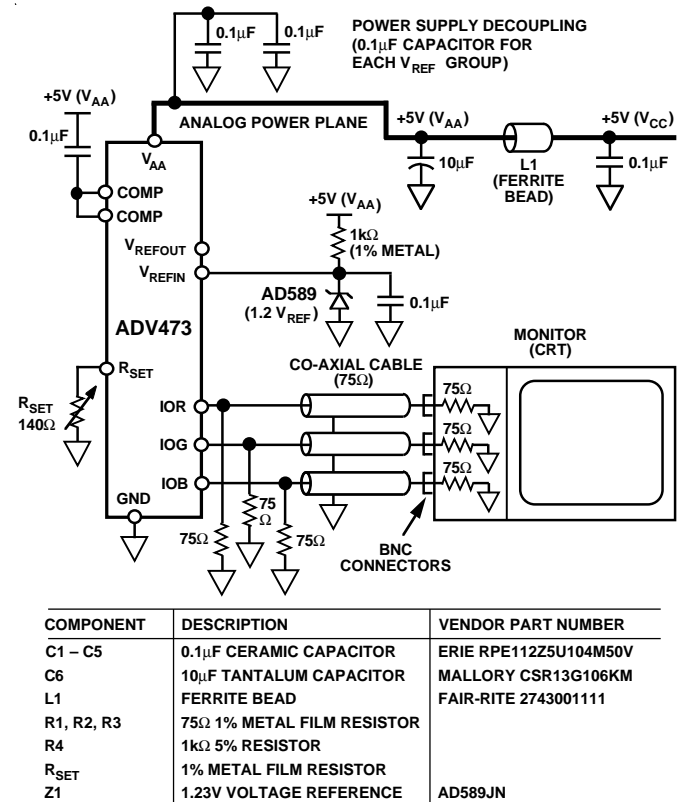 0.1µF 0.1µF
POWER SUPPLY DECOUPLING
(0.1µF CAPACITOR FOR
EACH VREF GROUP)
+5V (VAA)
0.1µF
ANALOG POWER PLANE
+5V (VAA)
+5V (VCC)
10µF
L1
(FERRITE
BEAD)
0.1µF
VAA
COMP
COMP
VREFOUT
VREFIN
+5V (VAA)
1kΩ
(1% METAL)
AD589
(1.2 VREF)
0.1µF
ADV473
MONITOR
(CRT)
RSET
CO-AXIAL CABLE
(75Ω)
RSET
140Ω
IOR
IOG
IOB
75Ω
75Ω
75Ω
GND
75Ω
75
Ω
75Ω
BNC
CONNECTORS
COMPONENT DESCRIPTION VENDOR PART NUMBER
C1 – C5 0.1µF CERAMIC CAPACITOR ERIE RPE112Z5U104M50V
C6 10µF TANTALUM CAPACITOR MALLORY CSR13G106KM
L1 FERRITE BEAD FAIR-RITE 2743001111
R1, R2, R3 75Ω 1% METAL FILM RESISTOR
R4 1kΩ 5% RESISTOR
RSET 1% METAL FILM RESISTOR
Z1 1.23V VOLTAGE REFERENCE AD589JN